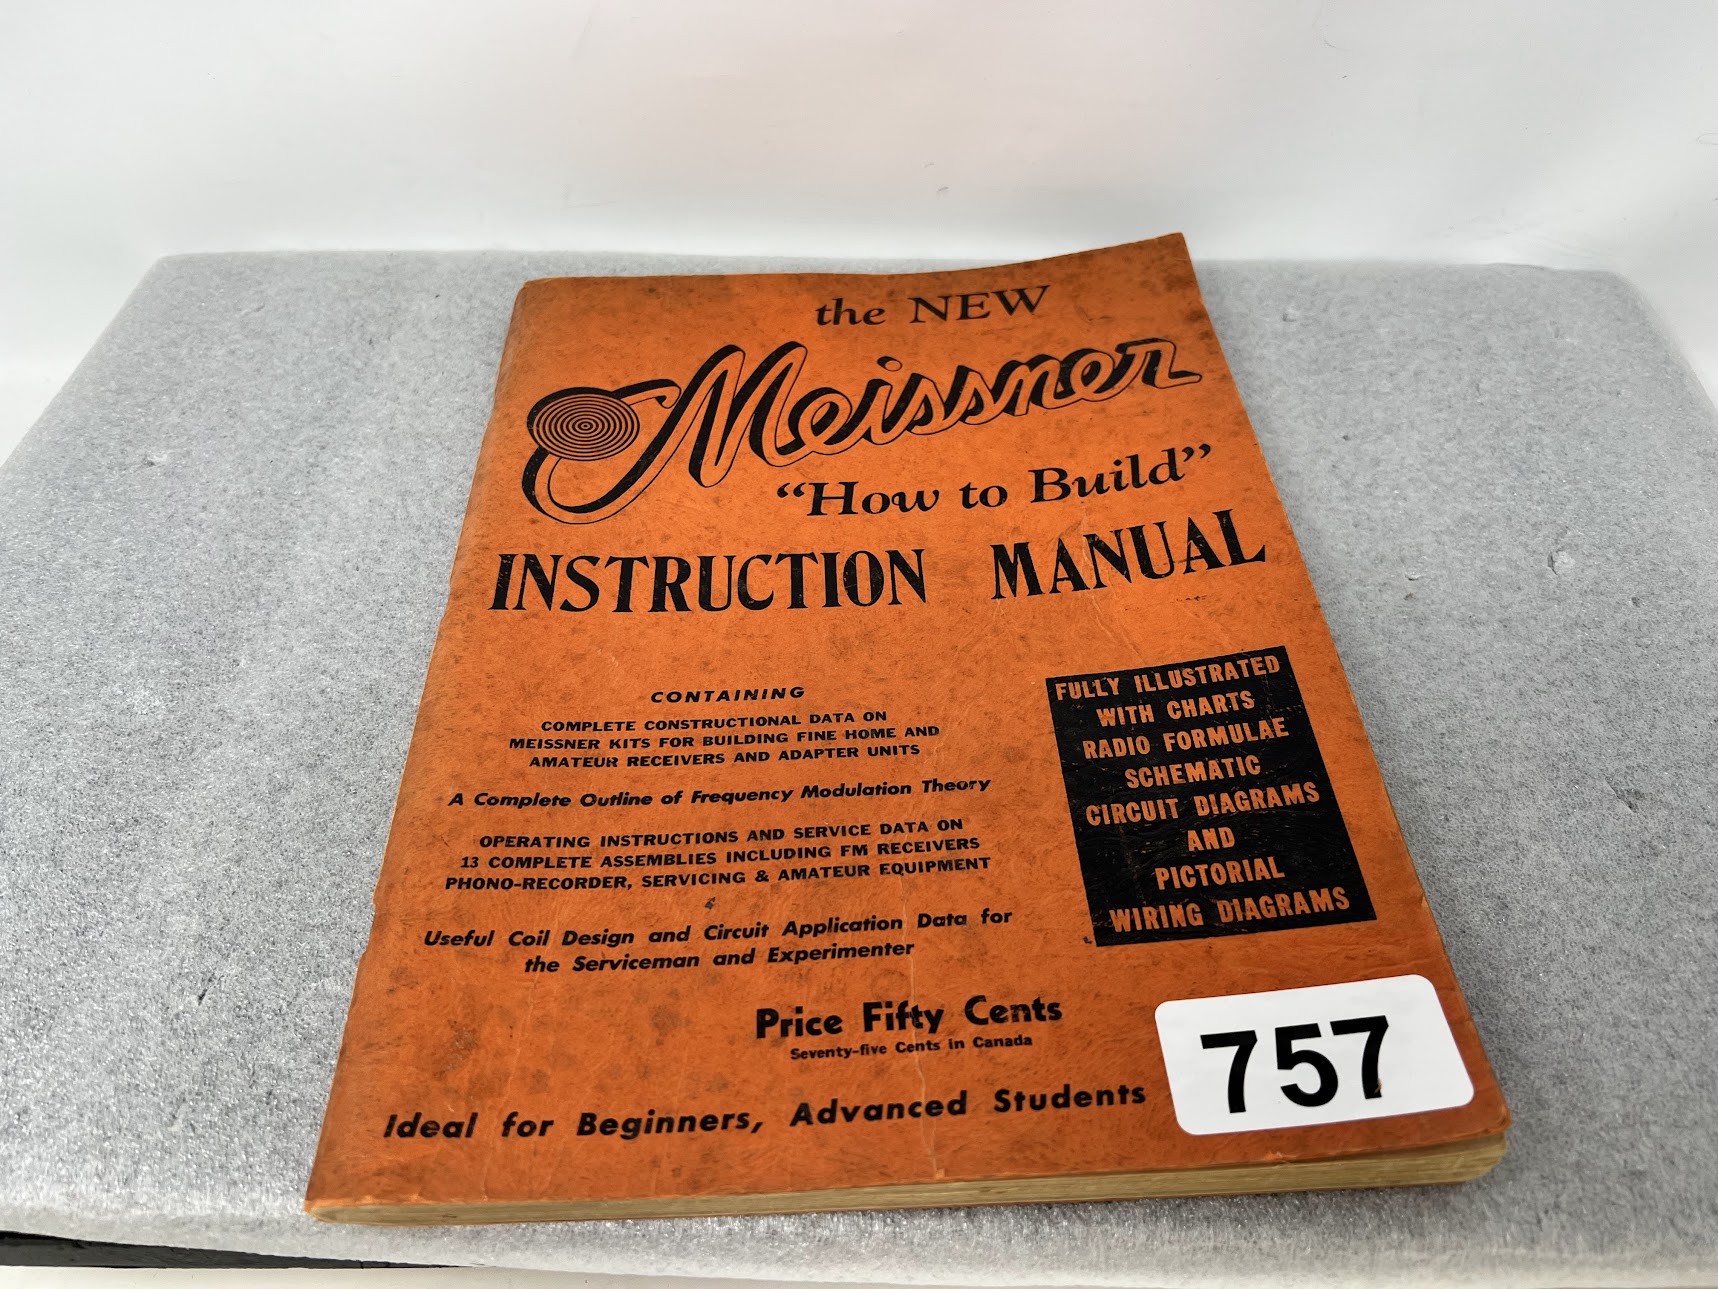 the NEW
Meissner
“How to Build”
INSTRUCTION MANUAL
CONTAINING
COMPLETE CONSTRUCTIONAL DATA ON
MEISSNER KITS FOR BUILDING FINE HOME AND
AMATEUR RECEIVERS AND ADAPTER UNITS
A Complete Outline of Frequency Modulation Theory
OPERATING INSTRUCTIONS AND SERVICE DATA ON
13 COMPLETE ASSEMBLIES INCLUDING FM RECEIVERS
PHONO-RECORDER, SERVICING & AMATEUR EQUIPMENT
Useful Coil Design and Circuit Application Data for
the Serviceman and Experimenter
FULLY ILLUSTRATED
WITH CHARTS
RADIO FORMULAE
SCHEMATIC
CIRCUIT DIAGRAMS
AND
PICTORIAL
WIRING DIAGRAMS
Price Fifty Cents
Seventy-five Cents in Canada
Ideal for Beginners, Advanced Students
757